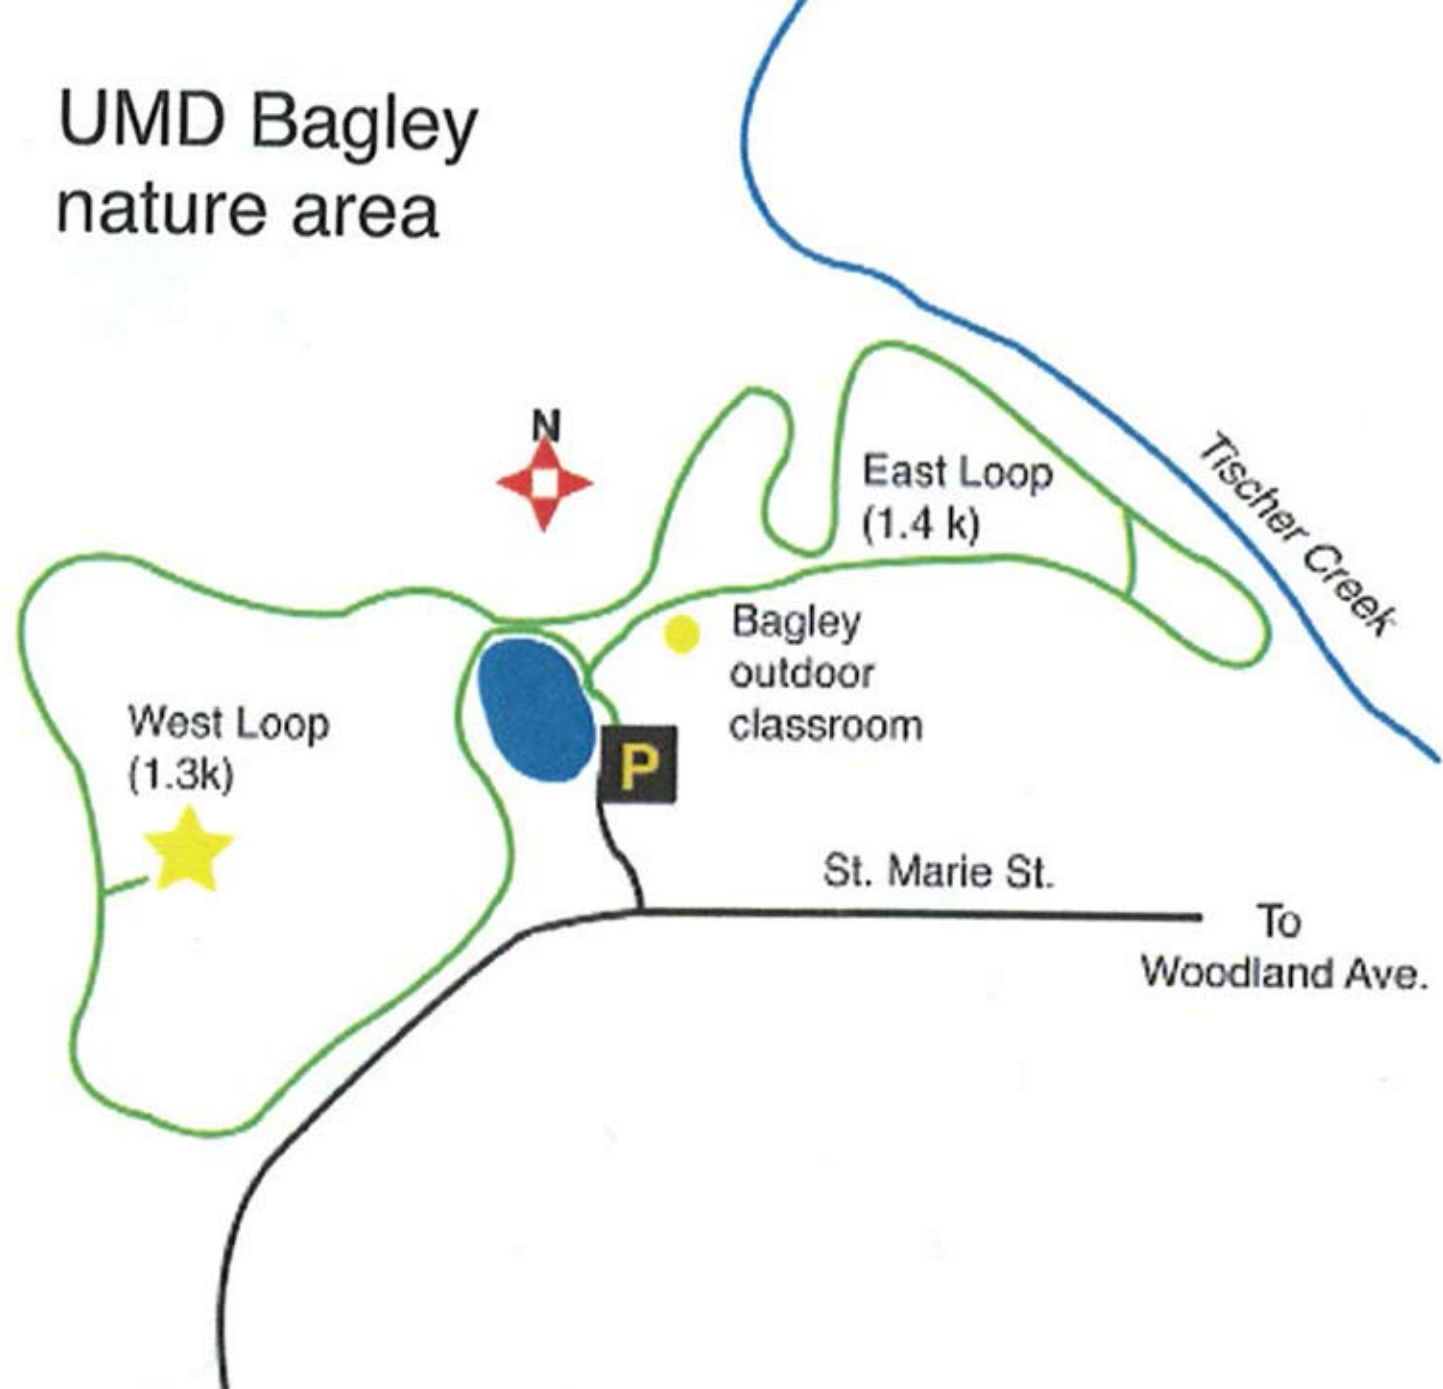 UMD Bagley
nature area
N
East Loop
(1.4 k)
Tischer Creek
Bagley
outdoor
classroom
West Loop
(1.3k)
P
St. Marie St.
To
Woodland Ave.